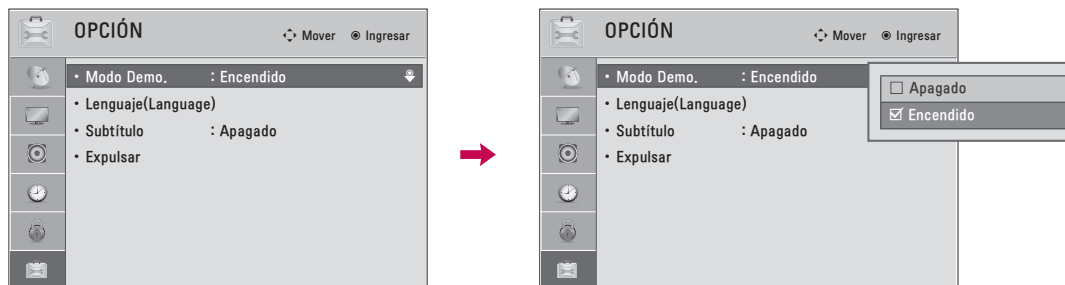 OPCIÓN
Mover
Ingresar
• Modo Demo. : Encendido
• Lenguaje(Language)
• Subtítulo : Apagado
• Expulsar
OPCIÓN
Mover
Ingresar
• Modo Demo. : Encendido
• Lenguaje(Language)
• Subtítulo : Apagado
• Expulsar
Apagado
Encendido